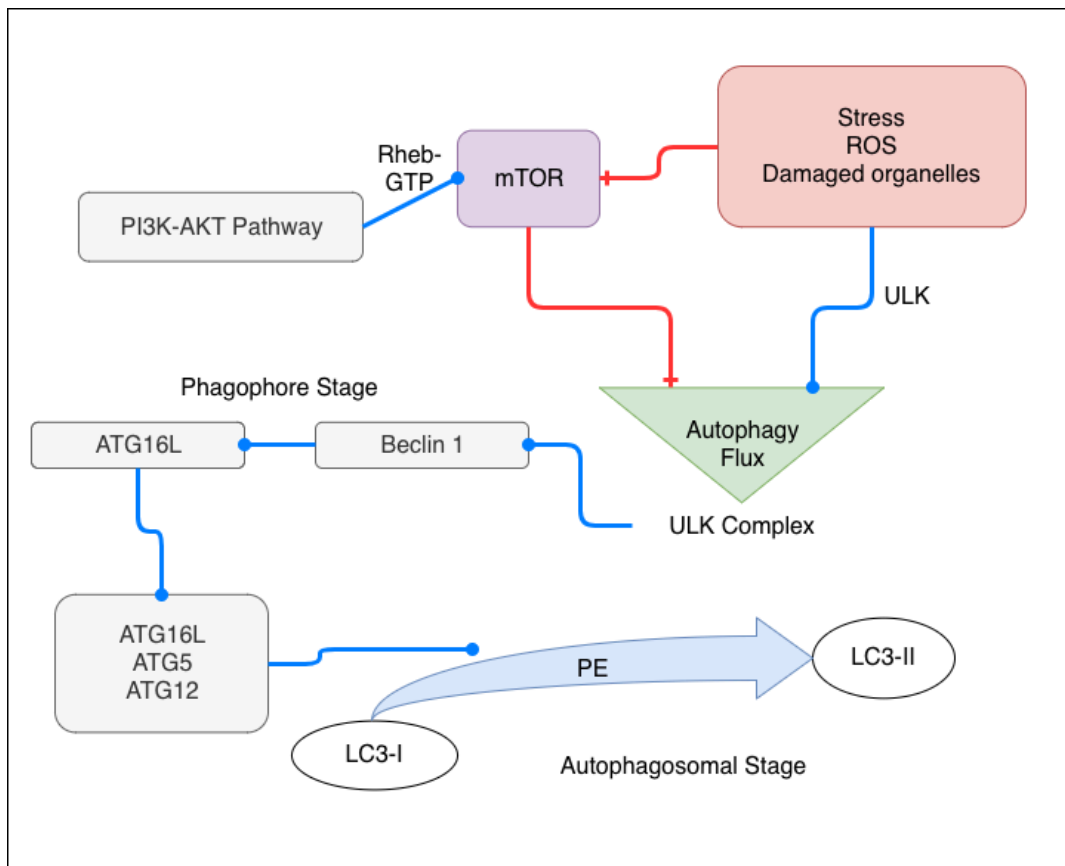 Stress
ROS
Damaged organelles
Rheb-
GTP
mTOR
PI3K-AKT Pathway
ULK
Phagophore Stage
ATG16L
Beclin 1
Autophagy
Flux
ULK Complex
ATG16L
ATG5
ATG12
PE
LC3-II
LC3-I
Autophagosomal Stage